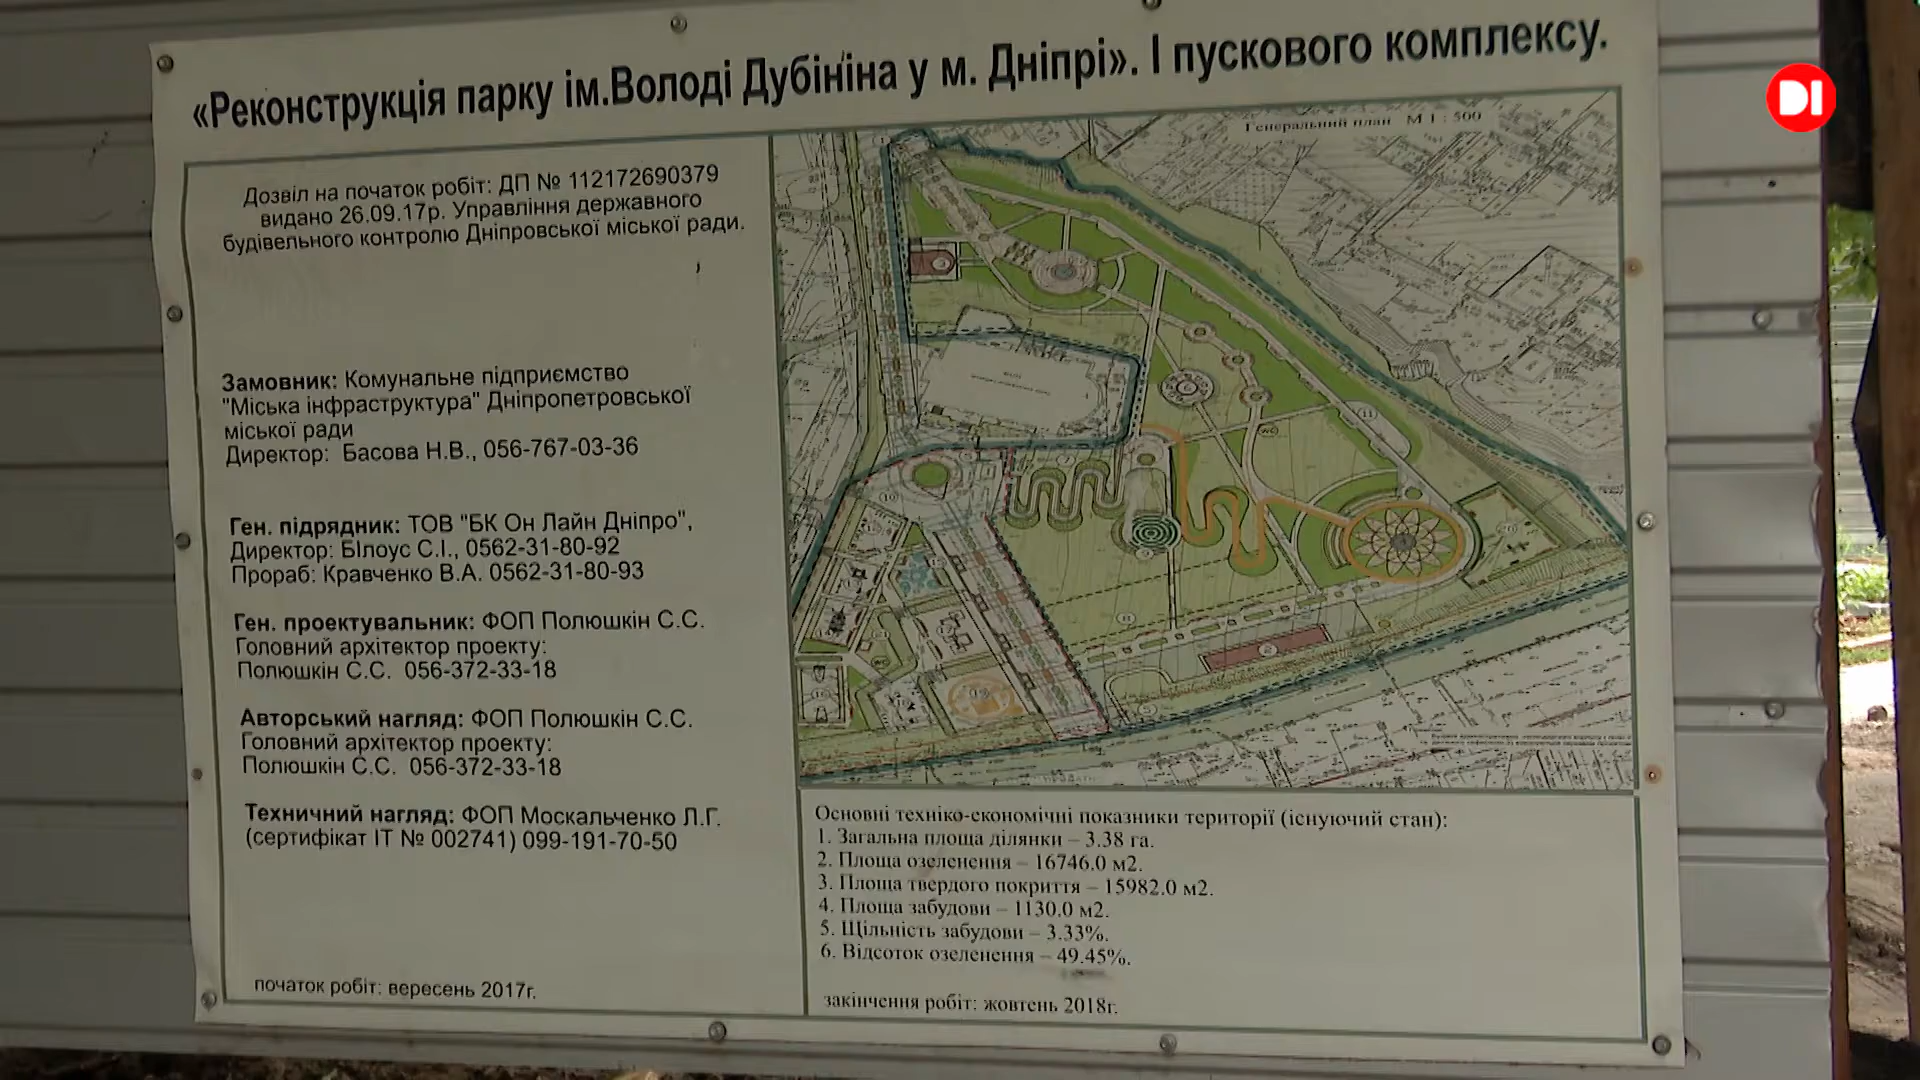 «Реконструкція парку ім.Володі Дубініна у м. Дніпрі». І пускового комплексу.
DI
Дозвіл на початок робіт: ДП № 112172690379
видано 26.09.17р. Управління державного
будівельного контролю Дніпровської міської ради.
Замовник: Комунальне підприємство
"Міська інфраструктура" Дніпропетровської
міської ради
Директор: Басова Н.В., 056-767-03-36
Ген. підрядник: ТОВ "БК Он Лайн Дніпро",
Директор: БІлоус С.І., 0562-31-80-92
Прораб: Кравченко В.А. 0562-31-80-93
Ген. проектувальник: ФОП Полюшкін С.С.
Головний архітектор проекту:
Полюшкін С.С. 056-372-33-18
Авторський нагляд: ФОП Полюшкін С.С.
Головний архітектор проекту:
Полюшкін С.С. 056-372-33-18
Техничний нагляд: ФОП Москальченко Л.Г.
(сертифікат ІТ № 002741) 099-191-70-50
початок робіт: вересень 2017г.
Генеральний план М 1 : 500
Основні техніко-економічні показники території (існуючий стан):
1. Загальна площа ділянки – 3.38 га.
2. Площа озеленення – 16746.0 м2.
3. Площа твердого покриття – 15982.0 м2.
4. Площа забудови – 1130.0 м2.
5. Щільність забудови – 3.33%.
6. Відсоток озеленення – 49.45%.
закінчення робіт: жовтень 2018г.